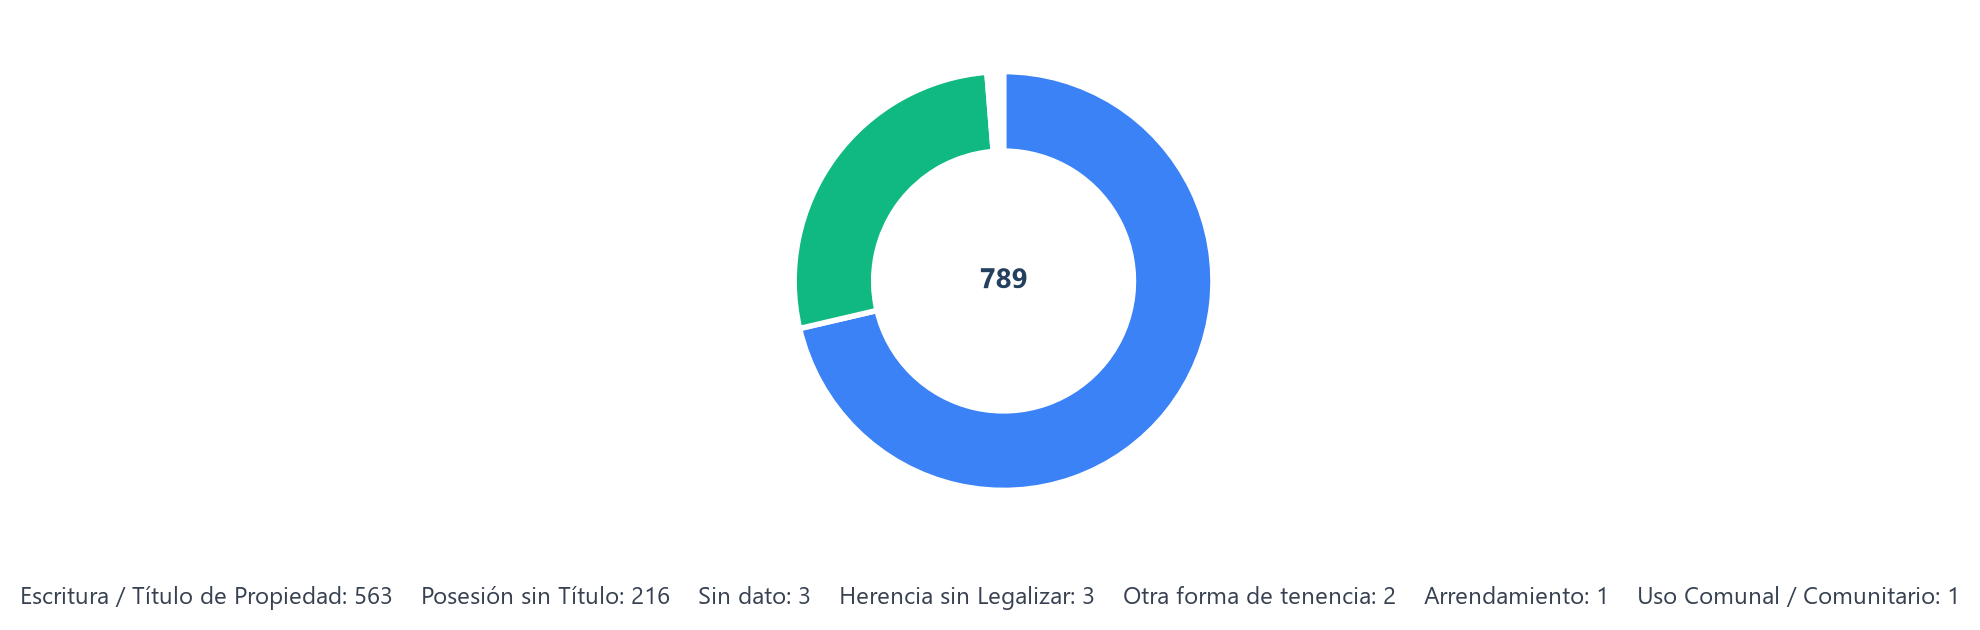 789
Escritura / Título de Propiedad: 563 Posesión sin Título: 216 Sin dato: 3 Herencia sin Legalizar: 3 Otra forma de tenencia: 2 Arrendamiento: 1 Uso Comunal / Comunitario: 1